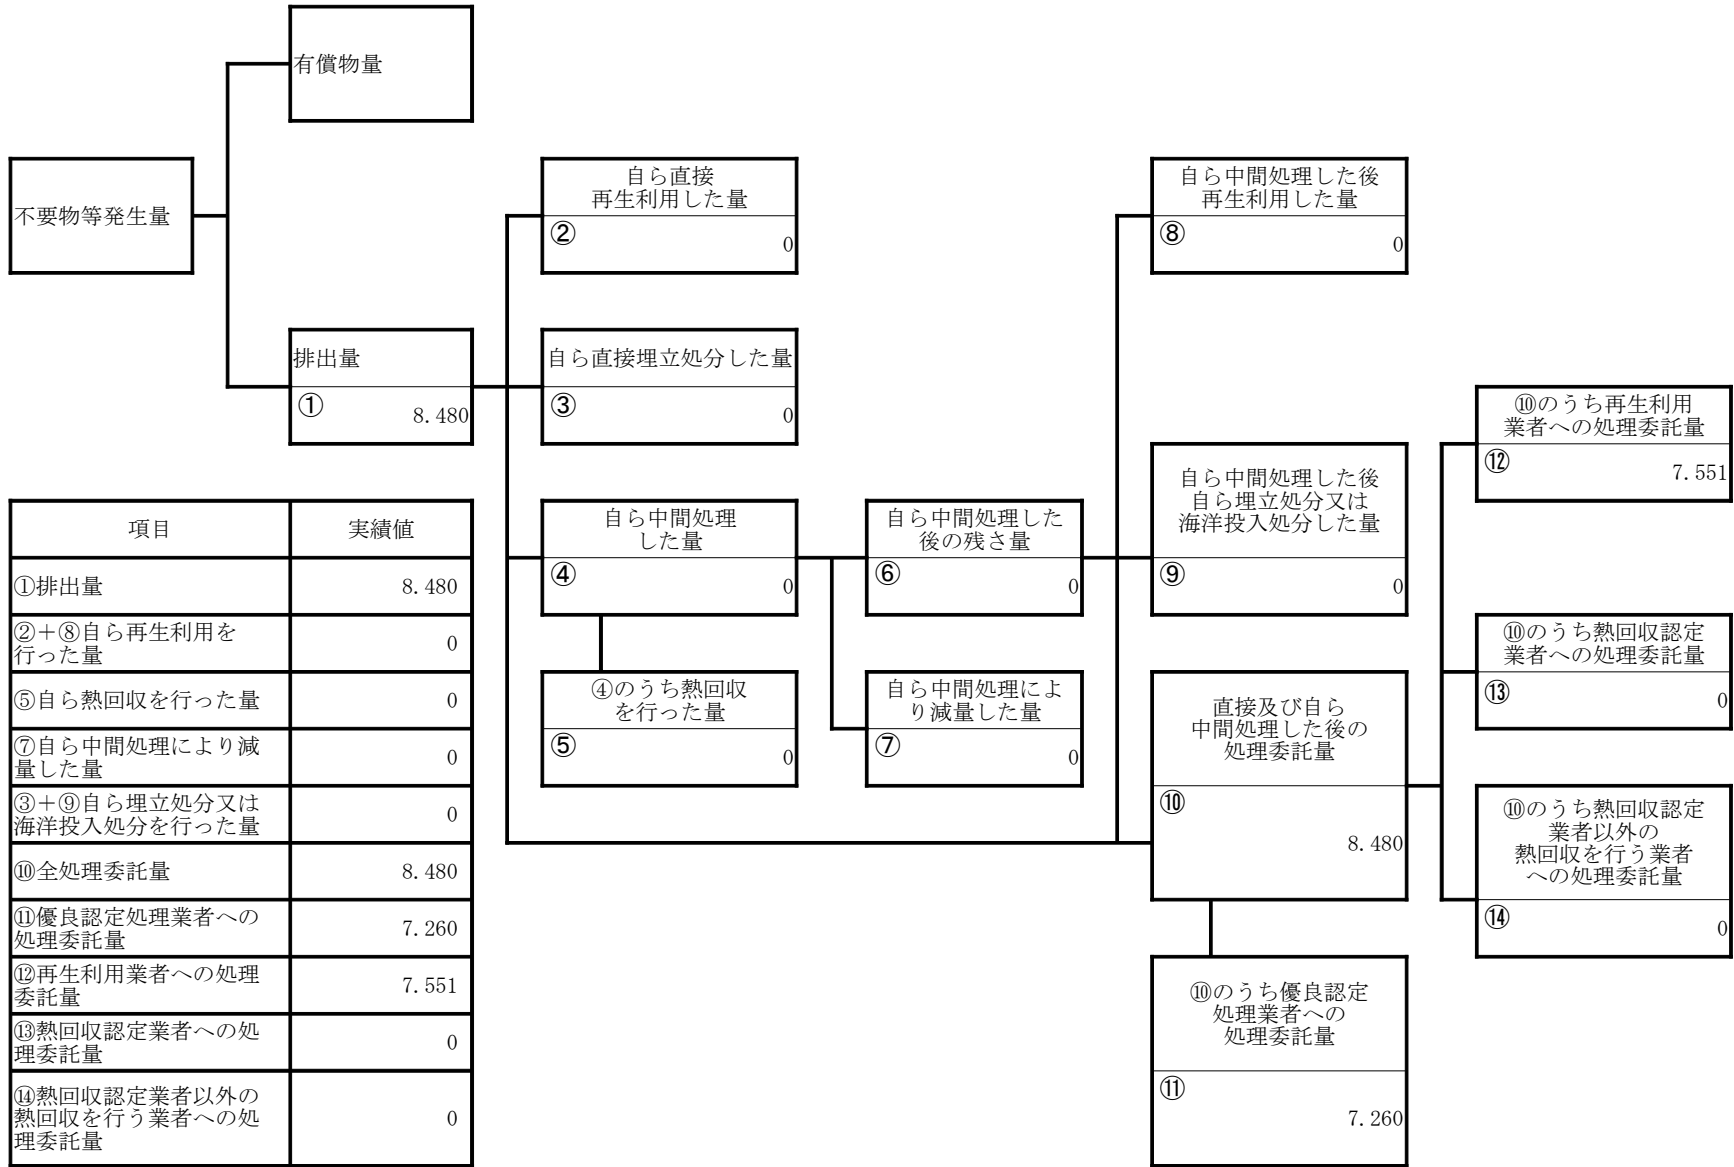 有償物量
不要物等発生量
排出量
①
8.480
自ら直接
再生利用した量
②
0
自ら直接埋立処分した量
③
0
自ら中間処理
した量
④
0
④のうち熱回収
を行った量
⑤
0
自ら中間処理した
後の残さ量
⑥
0
自ら中間処理によ
り減量した量
⑦
0
自ら中間処理した後
再生利用した量
⑧
0
自ら中間処理した後
自ら埋立処分又は
海洋投入処分した量
⑨
0
直接及び自ら
中間処理した後の
処理委託量
⑩
8.480
⑩のうち優良認定
処理業者への
処理委託量
⑪
7.260
⑩のうち再生利用
業者への処理委託量
⑫
7.551
⑩のうち熱回収認定
業者への処理委託量
⑬
0
⑩のうち熱回収認定
業者以外の
熱回収を行う業者
への処理委託量
⑭
0
項目 実績値
①排出量 8.480
②＋⑧自ら再生利用を
行った量 0
⑤自ら熱回収を行った量 0
⑦自ら中間処理により減
量した量 0
③＋⑨自ら埋立処分又は
海洋投入処分を行った量 0
⑩全処理委託量 8.480
⑪優良認定処理業者への
処理委託量 7.260
⑫再生利用業者への処理
委託量 7.551
⑬熱回収認定業者への処
理委託量 0
⑭熱回収認定業者以外の
熱回収を行う業者への処
理委託量 0